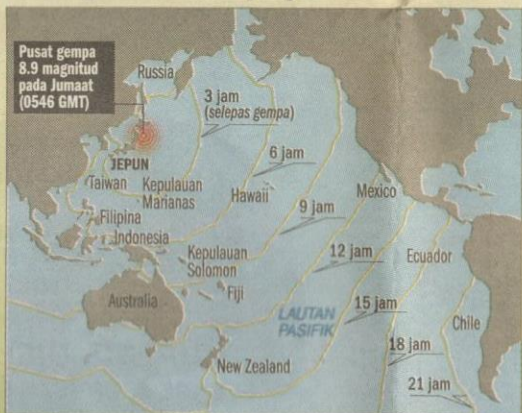 Pusat gempa
8.9 magnitud
pada Jumaat
(0546 GMT)
Russia
3 jam
(selepas gempa)
JEPUN
6 jam
Taiwan
Kepulauan
Marianas
Hawaii
Mexico
Filipina
9 jam
Indonesia
Kepulauan
Solomon
12 jam
Ecuador
Australia
Fiji
15 jam
LAUTAN
PASIFIK
Chile
18 jam
New Zealand
21 jam